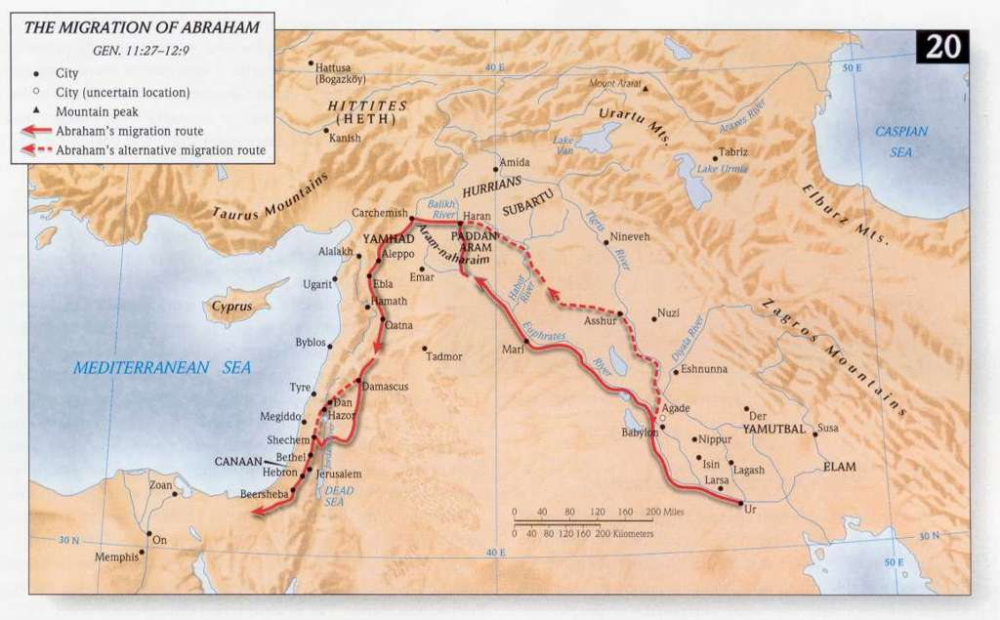 THE MIGRATION OF ABRAHAM
GEN. 11:27–12:9
City
City (uncertain location)
Mountain peak
Abraham's migration route
Abraham's alternative migration route
20
40 E
50 E
Hattusa
(Bogazköy)
HITTITES
(HETH)
Kanish
Mount Ararat
Urartu Mts.
Araxes River
CASPIAN
SEA
Lake
Van
Tabriz
Lake Urmia
Amida
HURRIANS
SUBARTU
Taurus Mountains
Elburz Mts.
Carchemish
Balikh
River
Haran
Tigris
River
Nineveh
YAMHAD
PADDAN
ARAM
Aram-naharaim
Alalakh
Aleppo
Emar
Ugarit
Ebla
Habor
River
Cyprus
Hamath
Qatna
Asshur
Nuzi
Zagros Mountains
Euphrates
River
Diyala River
Byblos
Mari
Tadmor
MEDITERRANEAN SEA
Eshnunna
Tyre
Damascus
Dan
Hazor
Megiddo
Agade
Babylon
Der
YAMUTBAL
Susa
Shechem
Nippur
CANAAN
Bethel
Isin
Lagash
ELAM
Hebron
Jerusalem
Larsa
Beersheba
DEAD
SEA
Zoan
Ur
0 40 80 120 160 200 Miles
0 40 80 120 160 200 Kilometers
30 N
On
30 N
Memphis
40 E
50 E